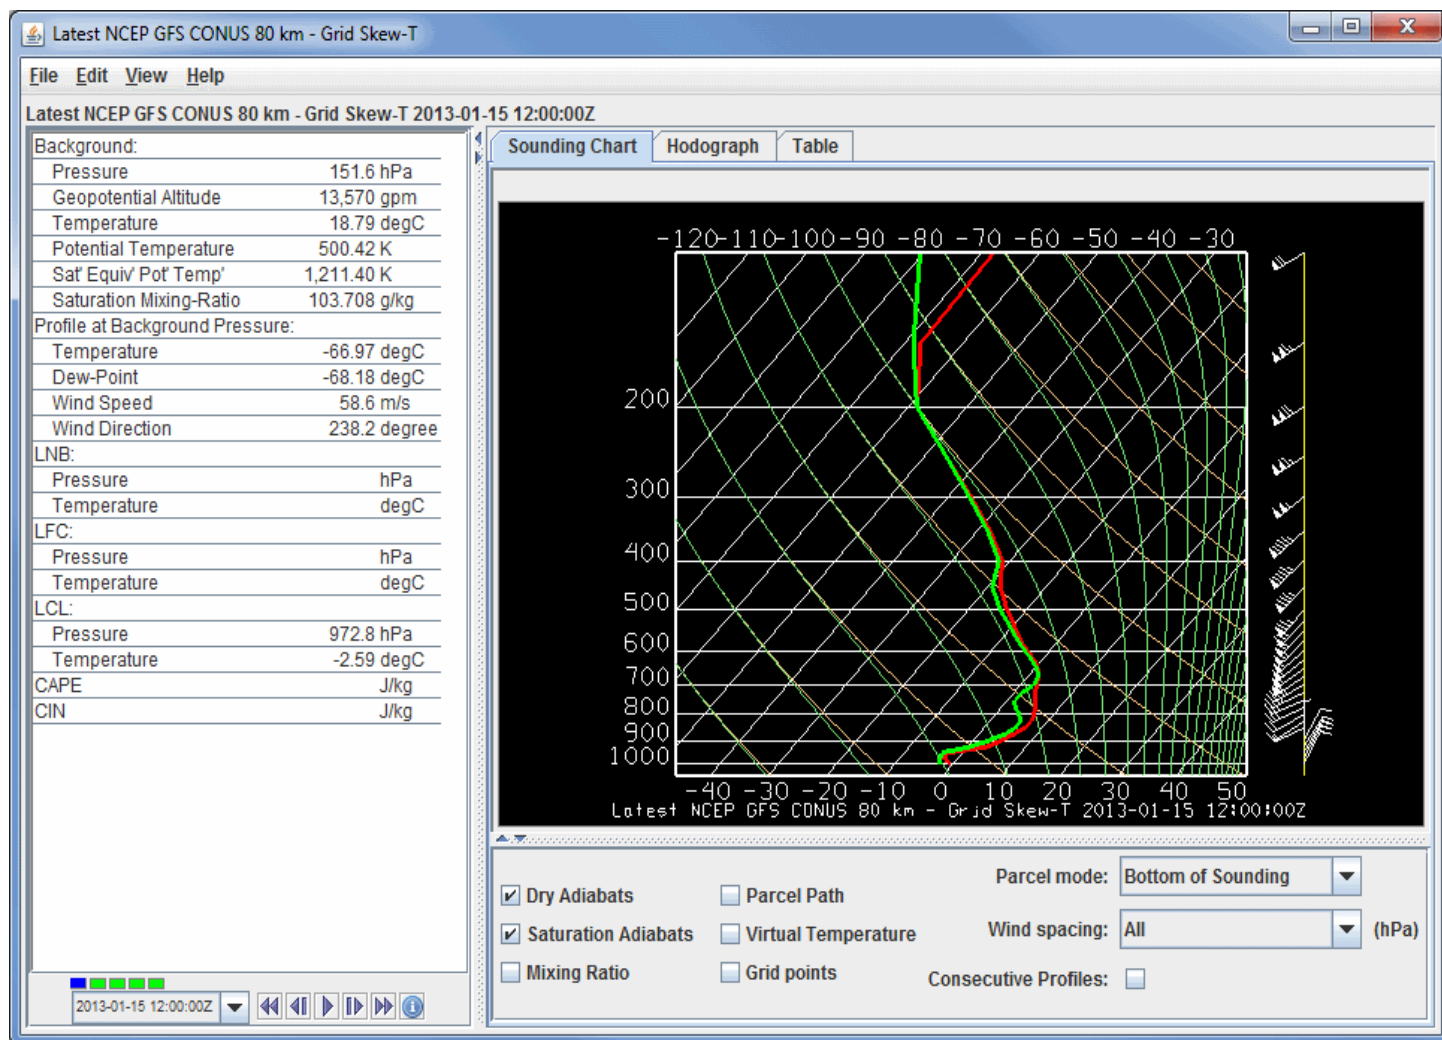 Latest NCEP GFS CONUS 80 km - Grid Skew-T
File Edit View Help
Latest NCEP GFS CONUS 80 km - Grid Skew-T 2013-01-15 12:00:00Z
Background:
Pressure 151.6 hPa
Geopotential Altitude 13,570 gpm
Temperature 18.79 degC
Potential Temperature 500.42 K
Sat' Equiv' Pot' Temp' 1,211.40 K
Saturation Mixing-Ratio 103.708 g/kg
Profile at Background Pressure:
Temperature -66.97 degC
Dew-Point -68.18 degC
Wind Speed 58.6 m/s
Wind Direction 238.2 degree
LNB:
Pressure hPa
Temperature degC
LFC:
Pressure hPa
Temperature degC
LCL:
Pressure 972.8 hPa
Temperature -2.59 degC
CAPE J/kg
CIN J/kg
2013-01-15 12:00:00Z
Sounding Chart Hodograph Table
-120 -110 -100 -90 -80 -70 -60 -50 -40 -30
200
300
400
500
600
700
800
900
1000
-40 -30 -20 -10 0 10 20 30 40 50
Latest NCEP GFS CONUS 80 km - Grid Skew-T 2013-01-15 12:00:00Z
Dry Adiabats Parcel Path Parcel mode: Bottom of Sounding
Saturation Adiabats Virtual Temperature Wind spacing: All (hPa)
Mixing Ratio Grid points Consecutive Profiles: